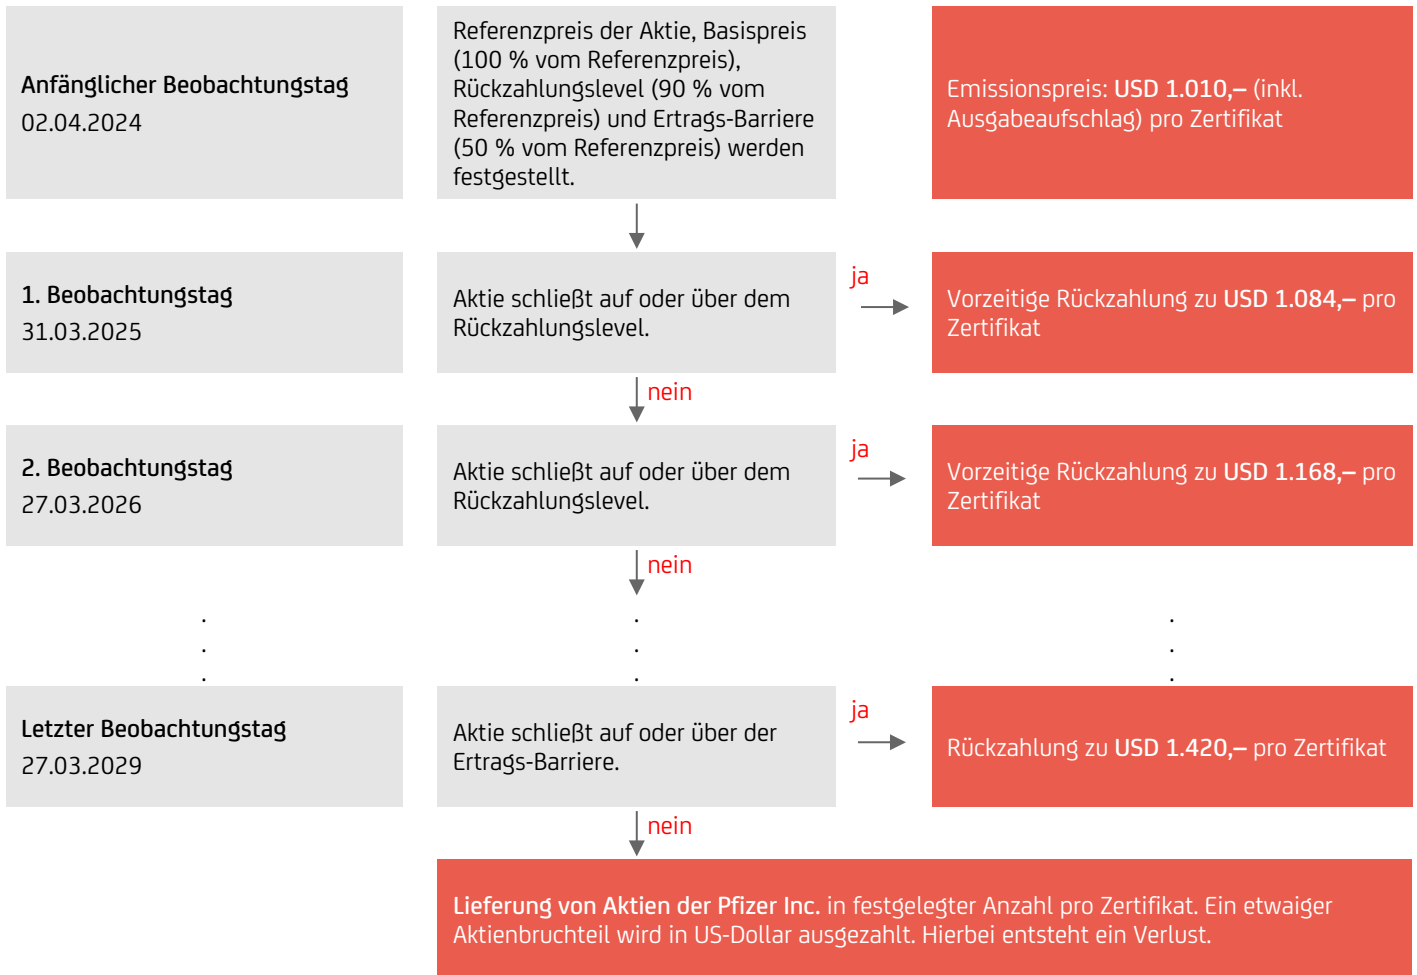 Anfänglicher Beobachtungstag
02.04.2024
Referenzpreis der Aktie, Basispreis
(100 % vom Referenzpreis),
Rückzahlungslevel (90 % vom
Referenzpreis) und Ertrags-Barriere
(50 % vom Referenzpreis) werden
festgestellt.
Emissionspreis: USD 1.010,– (inkl.
Ausgabeaufschlag) pro Zertifikat
1. Beobachtungstag
31.03.2025
Aktie schließt auf oder über dem
Rückzahlungslevel.
ja
Vorzeitige Rückzahlung zu USD 1.084,– pro
Zertifikat
nein
2. Beobachtungstag
27.03.2026
Aktie schließt auf oder über dem
Rückzahlungslevel.
ja
Vorzeitige Rückzahlung zu USD 1.168,– pro
Zertifikat
nein
. . .
. . .
. . .
Letzter Beobachtungstag
27.03.2029
Aktie schließt auf oder über der
Ertrags-Barriere.
ja
Rückzahlung zu USD 1.420,– pro Zertifikat
nein
Lieferung von Aktien der Pfizer Inc. in festgelegter Anzahl pro Zertifikat. Ein etwaiger
Aktienbruchteil wird in US-Dollar ausgezahlt. Hierbei entsteht ein Verlust.